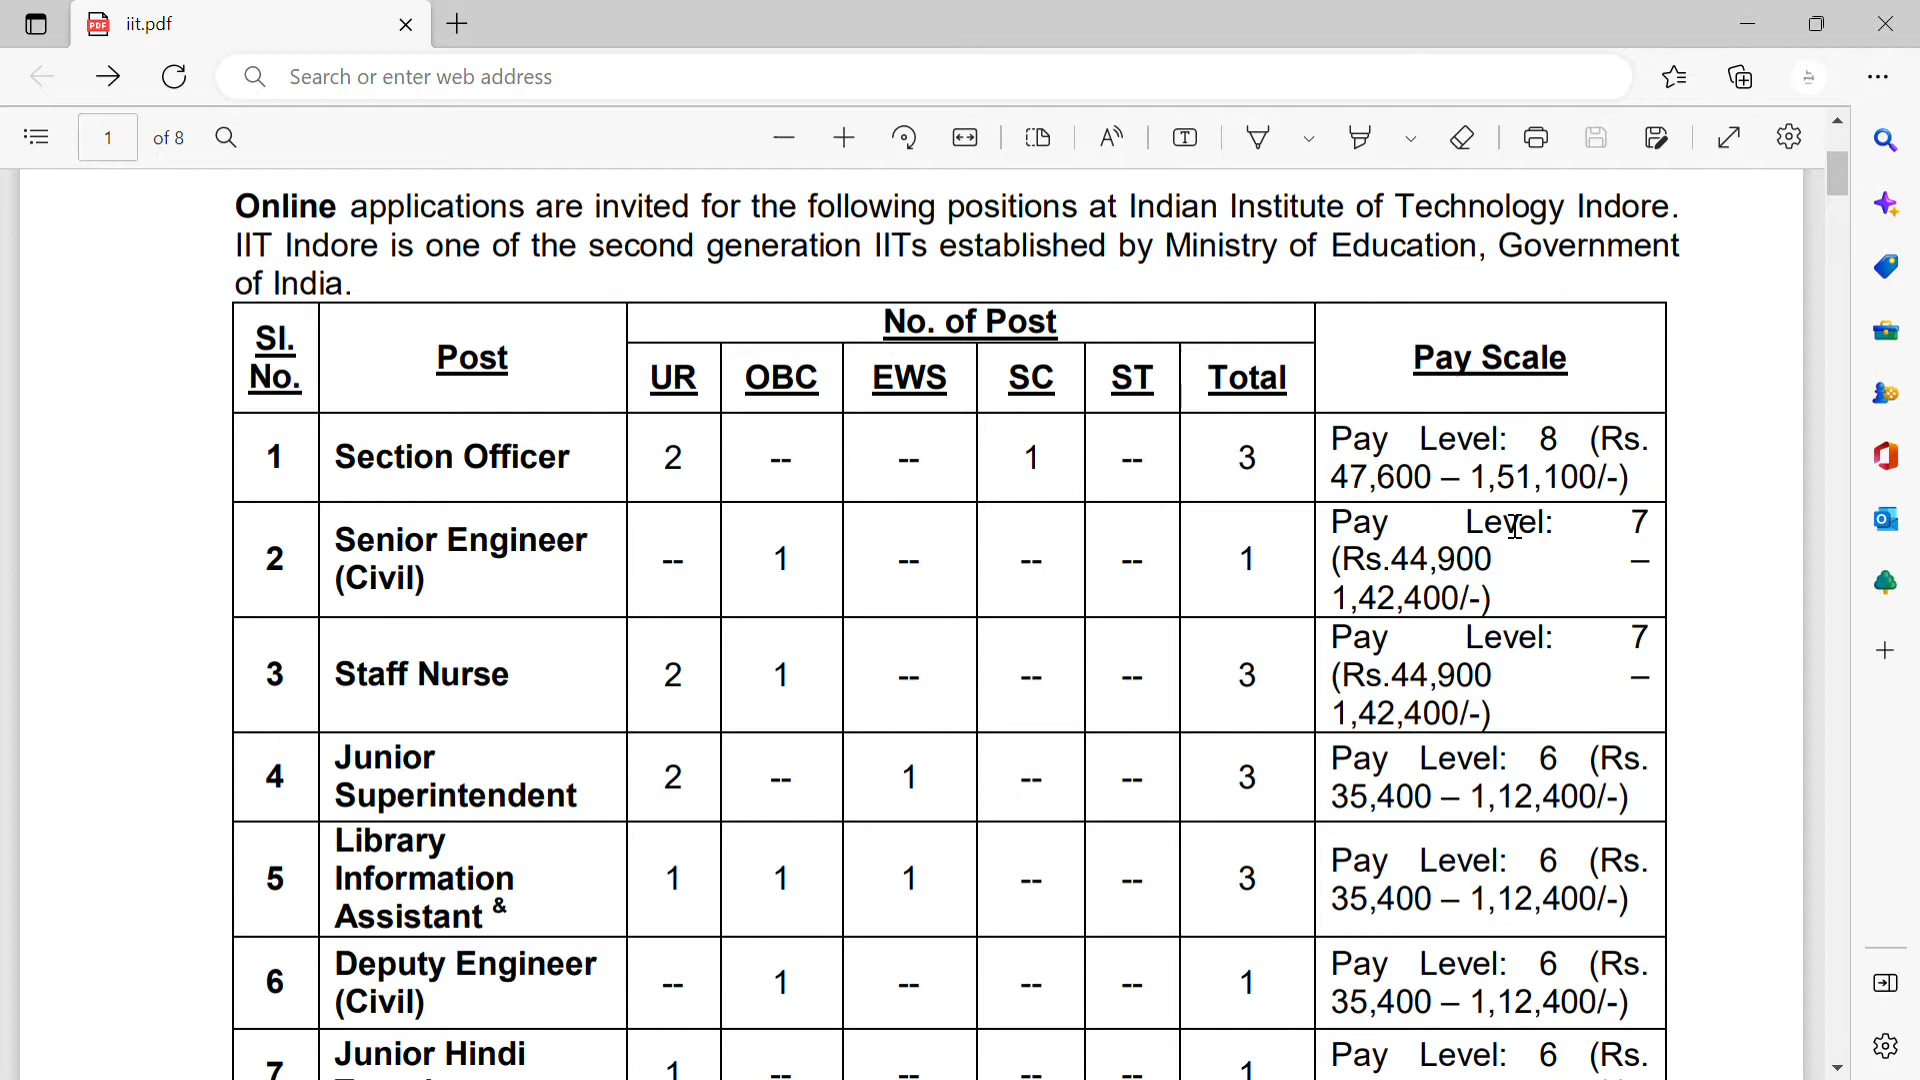 iit.pdf
Search or enter web address
1 of 8
Online applications are invited for the following positions at Indian Institute of Technology Indore.
IIT Indore is one of the second generation IITs established by Ministry of Education, Government
of India.
Sl. No. Post No. of Post Pay Scale
UR OBC EWS SC ST Total
1 Section Officer 2 -- -- 1 -- 3 Pay Level: 8 (Rs.
47,600 – 1,51,100/-)
2 Senior Engineer (Civil) -- 1 -- -- -- 1 Pay Level: 7
(Rs.44,900 –
1,42,400/-)
3 Staff Nurse 2 1 -- -- -- 3 Pay Level: 7
(Rs.44,900 –
1,42,400/-)
4 Junior Superintendent 2 -- 1 -- -- 3 Pay Level: 6 (Rs.
35,400 – 1,12,400/-)
5 Library Information Assistant & 1 1 1 -- -- 3 Pay Level: 6 (Rs.
35,400 – 1,12,400/-)
6 Deputy Engineer (Civil) -- 1 -- -- -- 1 Pay Level: 6 (Rs.
35,400 – 1,12,400/-)
7 Junior Hindi 1 -- -- -- -- 1 Pay Level: 6 (Rs.